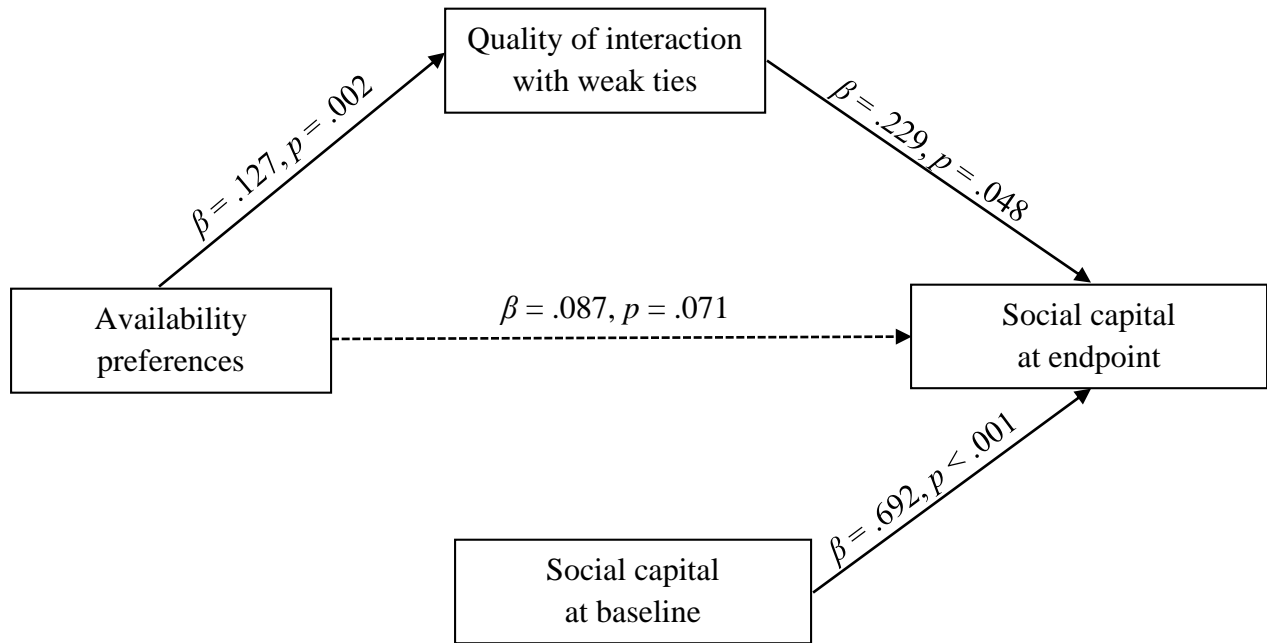 Quality of interaction
with weak ties
β = .127, p = .002
β = .229, p = .048
Availability
preferences
β = .087, p = .071
Social capital
at endpoint
β = .692, p < .001
Social capital
at baseline